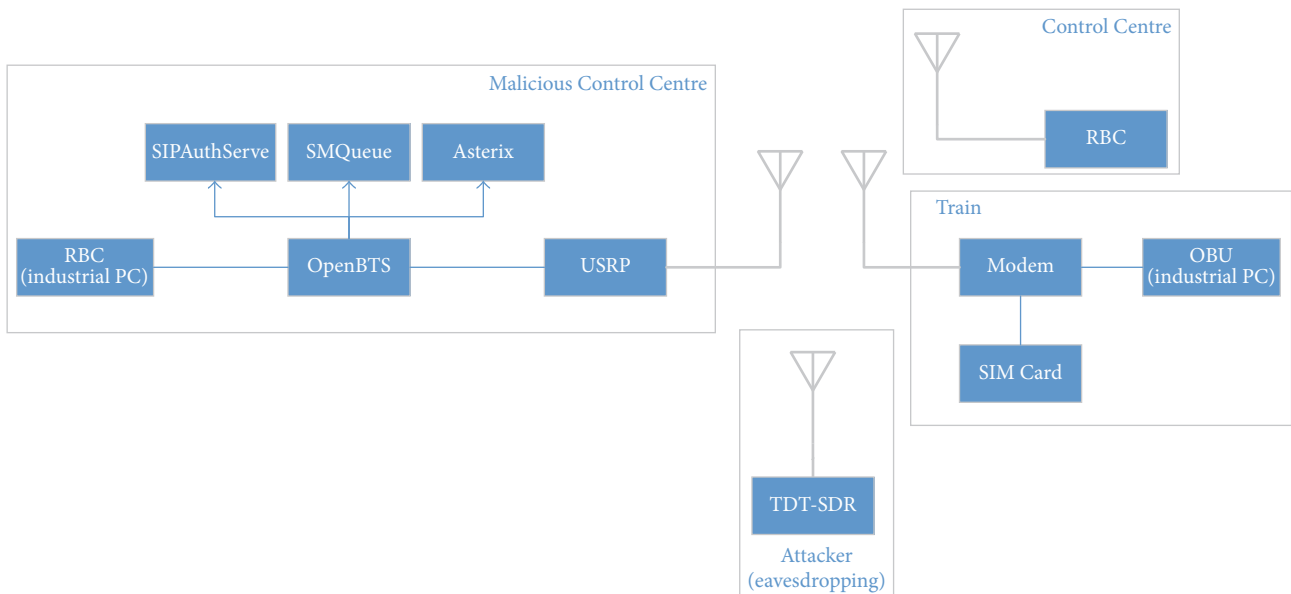 Control Centre
RBC
Malicious Control Centre
SIPAuthServe
SMQueue
Asterix
RBC
(industrial PC)
OpenBTS
USRP
Train
Modem
OBU
(industrial PC)
SIM Card
TDT-SDR
Attacker
(eavesdropping)